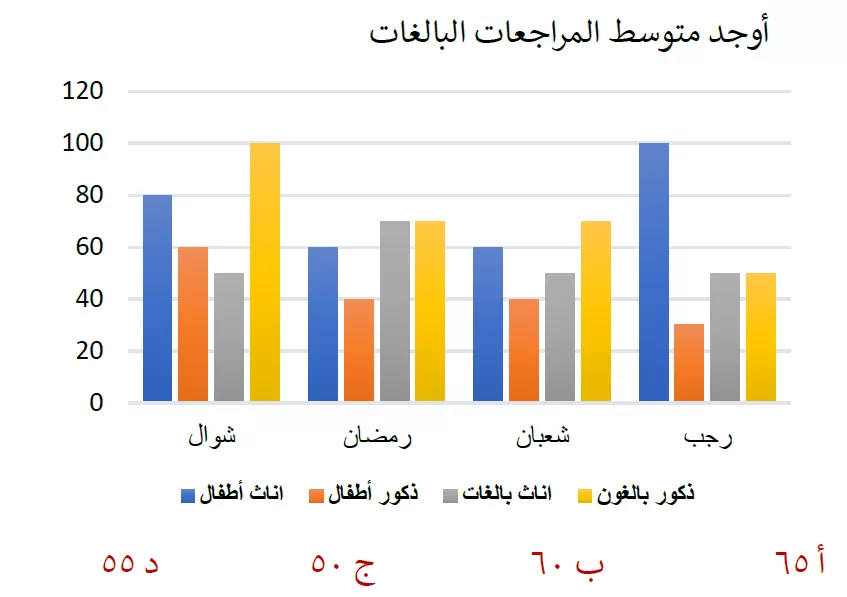 أوجد متوسط المراجعات البالغات
120
100
80
60
40
20
0
رجب شعبان رمضان شوال
ذكور بالغون اناث بالغات ذكور أطفال اناث أطفال
أ ٦٥ ب ٦٠ ج ٥٠ د ٥٥